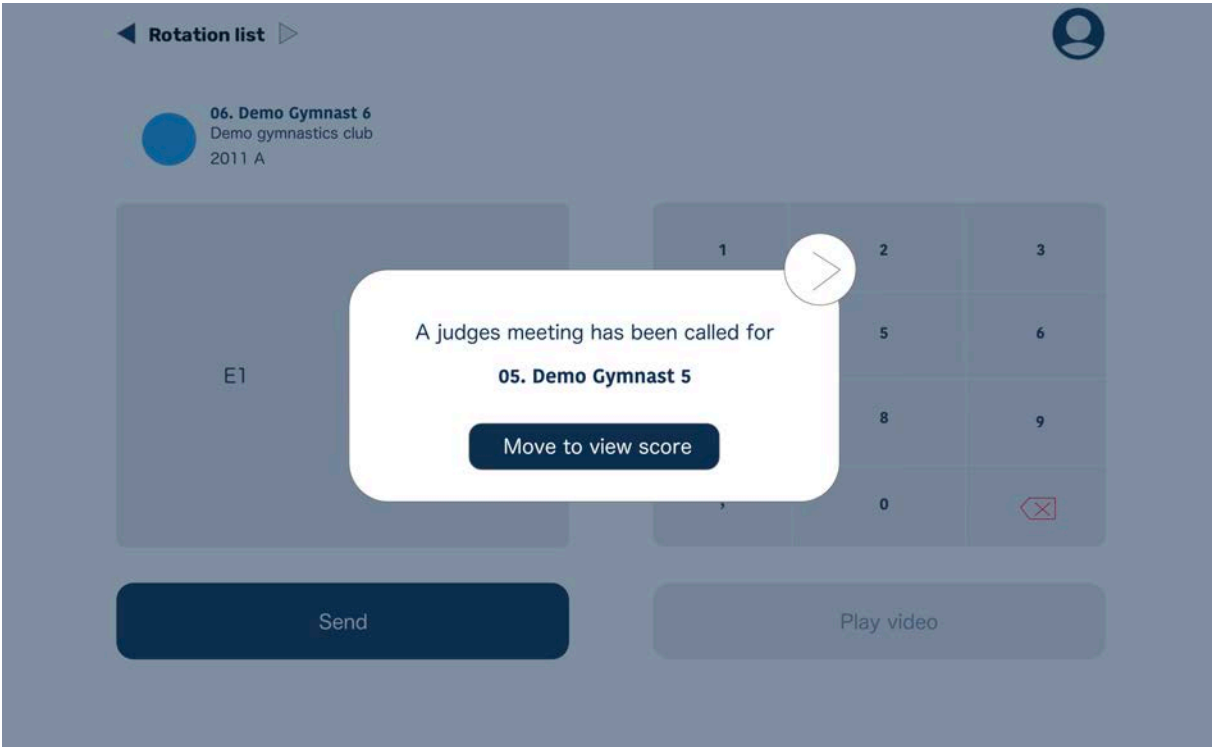 Rotation list
06. Demo Gymnast 6
Demo gymnastics club
2011 A
1 2 3
A judges meeting has been called for
05. Demo Gymnast 5
Move to view score
E1
5 6
8 9
, 0
Send
Play video